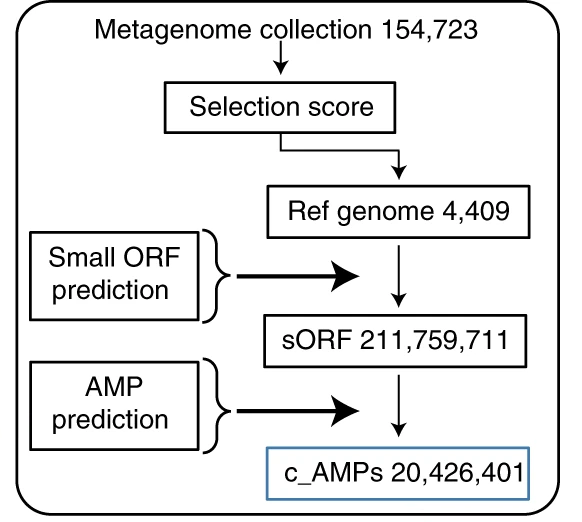 Metagenome collection 154,723
Selection score
Ref genome 4,409
Small ORF
prediction
sORF 211,759,711
AMP
prediction
c_AMPs 20,426,401